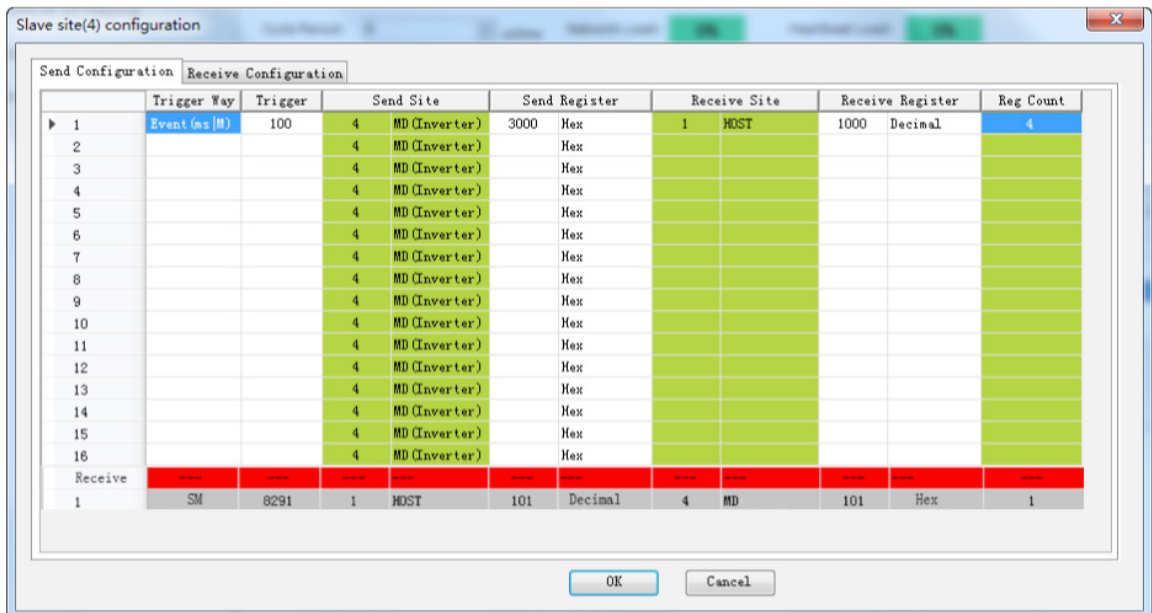 Slave site(4) configuration
Send Configuration Receive Configuration
Trigger Way Trigger Send Site Send Register Receive Site Receive Register Reg Count
1 Event(ms|M) 100 4 MD(Inverter) 3000 Hex 1 HOST 1000 Decimal 4
2 4 MD(Inverter) Hex
3 4 MD(Inverter) Hex
4 4 MD(Inverter) Hex
5 4 MD(Inverter) Hex
6 4 MD(Inverter) Hex
7 4 MD(Inverter) Hex
8 4 MD(Inverter) Hex
9 4 MD(Inverter) Hex
10 4 MD(Inverter) Hex
11 4 MD(Inverter) Hex
12 4 MD(Inverter) Hex
13 4 MD(Inverter) Hex
14 4 MD(Inverter) Hex
15 4 MD(Inverter) Hex
16 4 MD(Inverter) Hex
Receive --- --- --- --- --- --- --- --- --- --- ---
1 SM 8291 1 HOST 101 Decimal 4 MD 101 Hex 1
OK Cancel